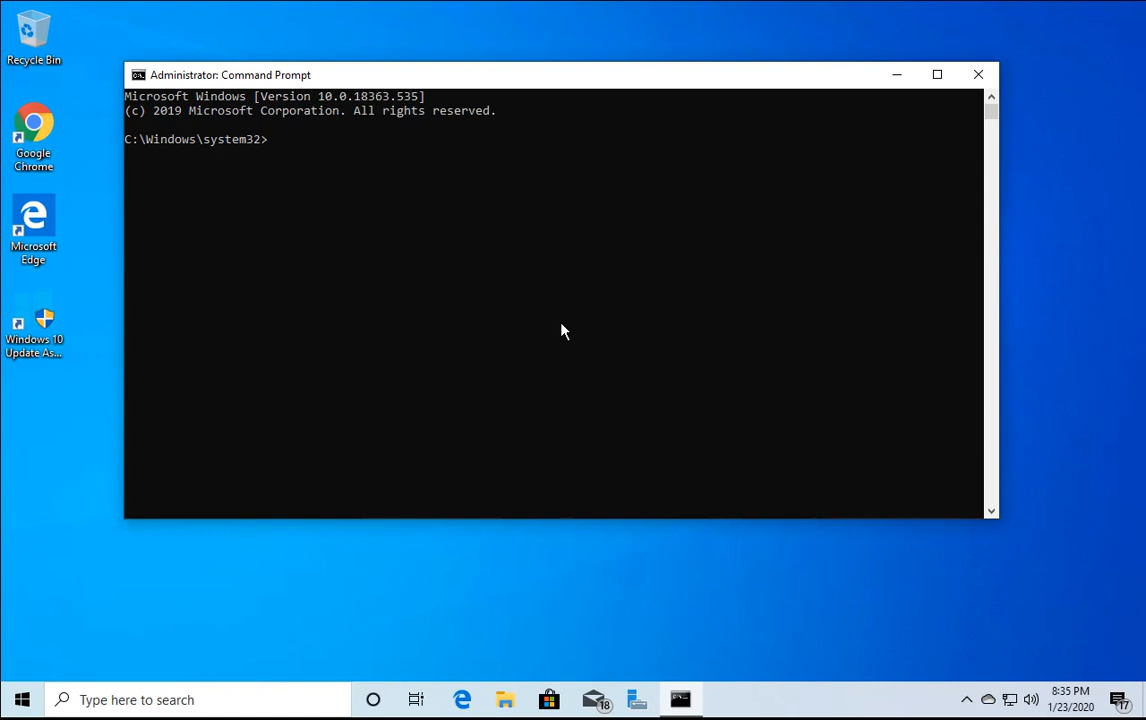 Recycle Bin
Google
Chrome
Microsoft
Edge
Windows 10
Update As...
Administrator: Command Prompt
Microsoft Windows [Version 10.0.18363.535]
(c) 2019 Microsoft Corporation. All rights reserved.
C:\Windows\system32>
Type here to search
18
8:35 PM
1/23/2020
17